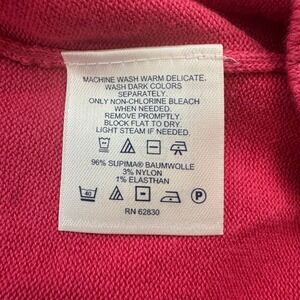 MACHINE WASH WARM DELICATE.
WASH DARK COLORS
SEPARATELY.
ONLY NON-CHLORINE BLEACH
WHEN NEEDED.
REMOVE PROMPTLY.
BLOCK FLAT TO DRY.
LIGHT STEAM IF NEEDED.
96% SUPIMA® BAUMWOLLE
3% NYLON
1% ELASTHAN
40 P
RN 62830